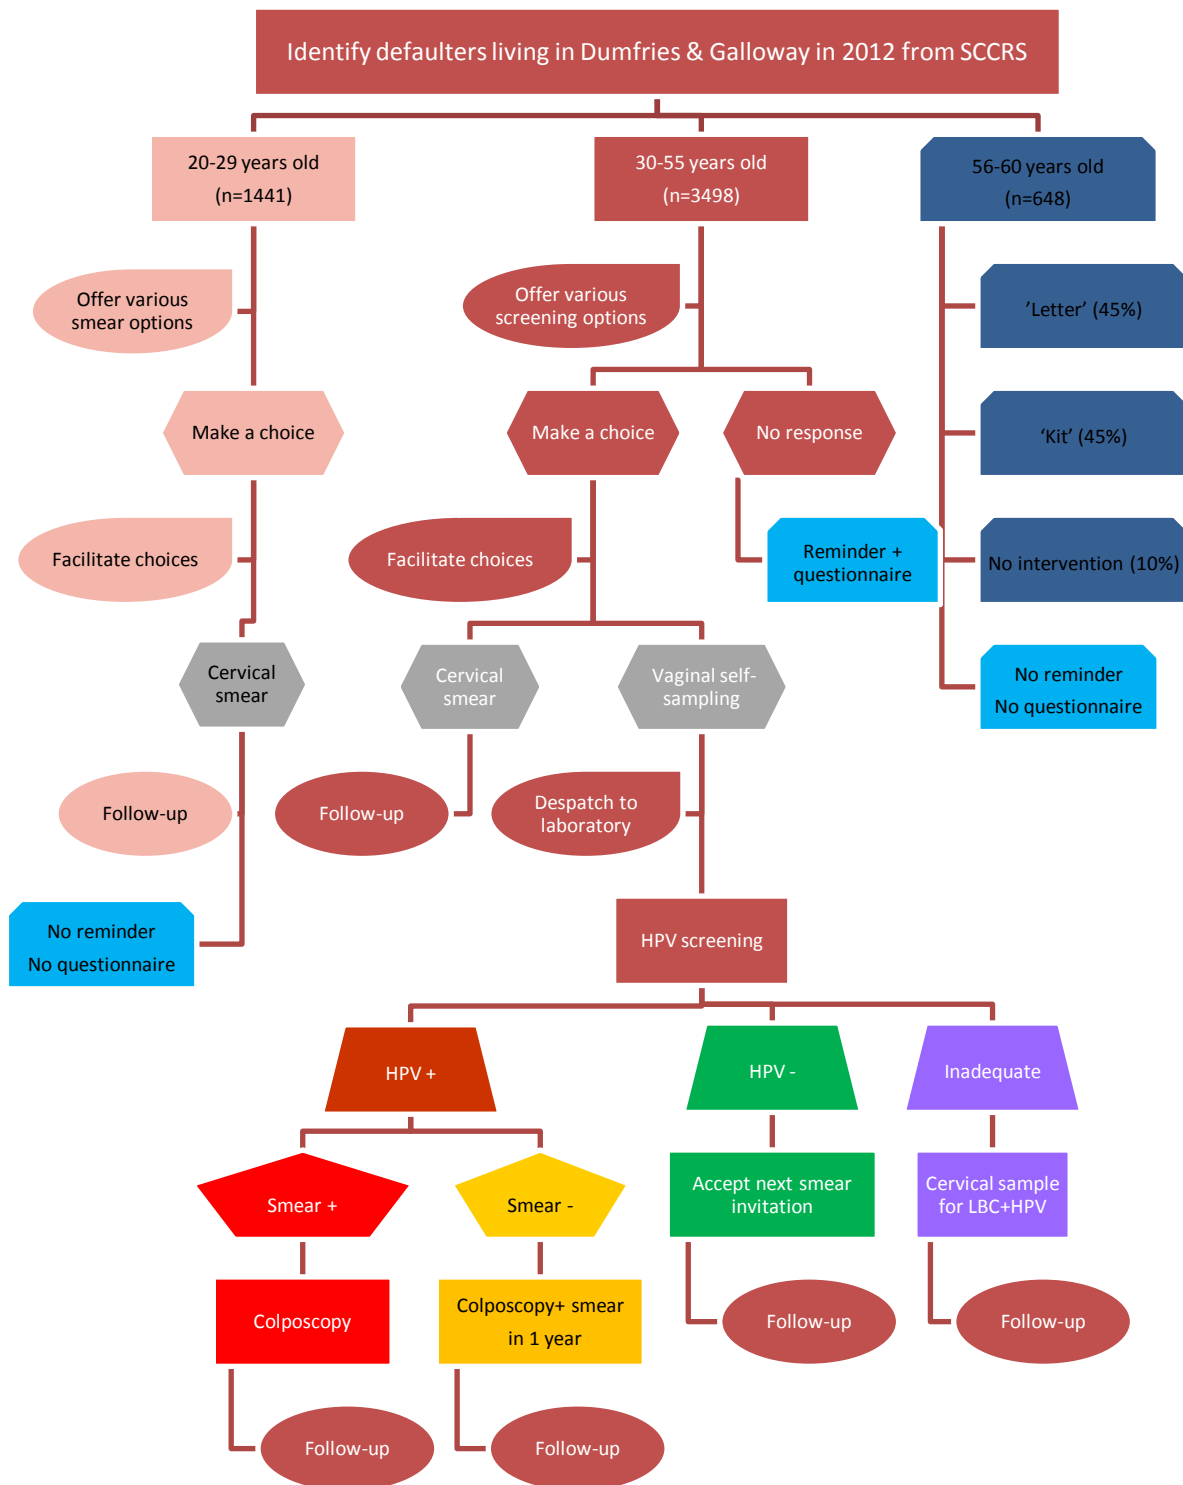 Identify defaulters living in Dumfries & Galloway in 2012 from SCCRS
20-29 years old
(n=1441)
30-55 years old
(n=3498)
56-60 years old
(n=648)
Offer various
smear options
Offer various
screening options
’Letter’ (45%)
Make a choice
Make a choice
No response
‘Kit’ (45%)
Facilitate choices
Facilitate choices
Reminder +
questionnaire
No intervention (10%)
Cervical
smear
Cervical
smear
Vaginal self-
sampling
No reminder
No questionnaire
Follow-up
Follow-up
Despatch to
laboratory
No reminder
No questionnaire
HPV screening
HPV +
HPV -
Inadequate
Smear +
Smear -
Accept next smear
invitation
Cervical sample
for LBC+HPV
Colposcopy
Colposcopy+ smear
in 1 year
Follow-up
Follow-up
Follow-up
Follow-up